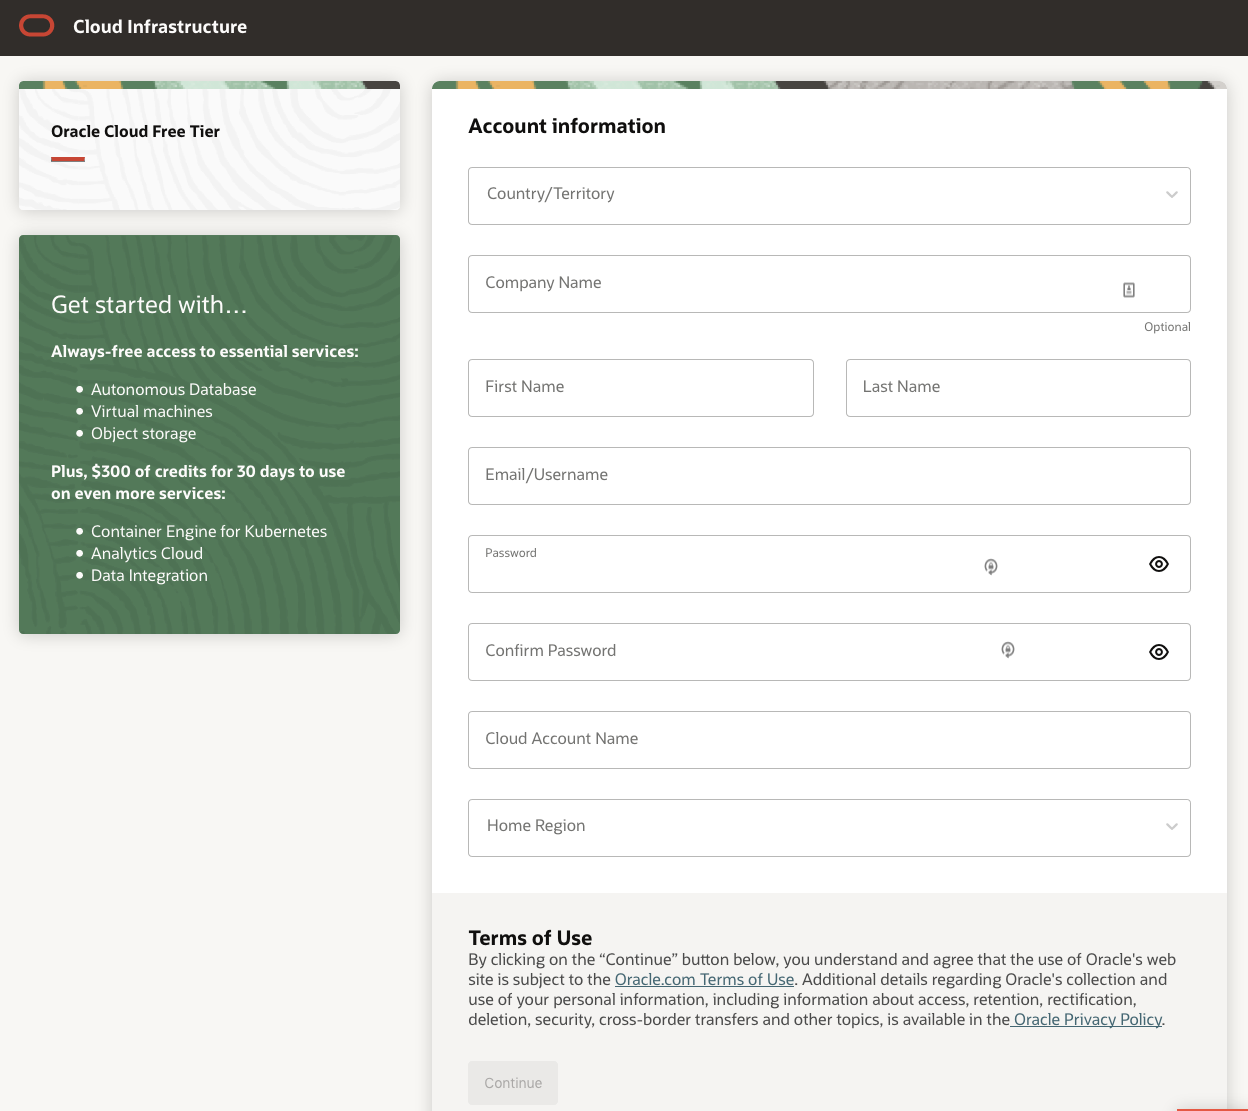 Cloud Infrastructure
Oracle Cloud Free Tier
Get started with...
Always-free access to essential services:
Autonomous Database
Virtual machines
Object storage
Plus, $300 of credits for 30 days to use
on even more services:
Container Engine for Kubernetes
Analytics Cloud
Data Integration
Account information
Country/Territory
Company Name
Optional
First Name
Last Name
Email/Username
Password
Confirm Password
Cloud Account Name
Home Region
Terms of Use
By clicking on the “Continue” button below, you understand and agree that the use of Oracle's web
site is subject to the Oracle.com Terms of Use. Additional details regarding Oracle's collection and
use of your personal information, including information about access, retention, rectification,
deletion, security, cross-border transfers and other topics, is available in the Oracle Privacy Policy.
Continue